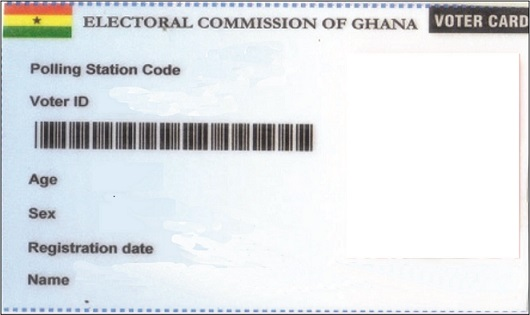 ELECTORAL COMMISSION OF GHANA VOTER CARD
Polling Station Code
Voter ID
Age
Sex
Registration date
Name